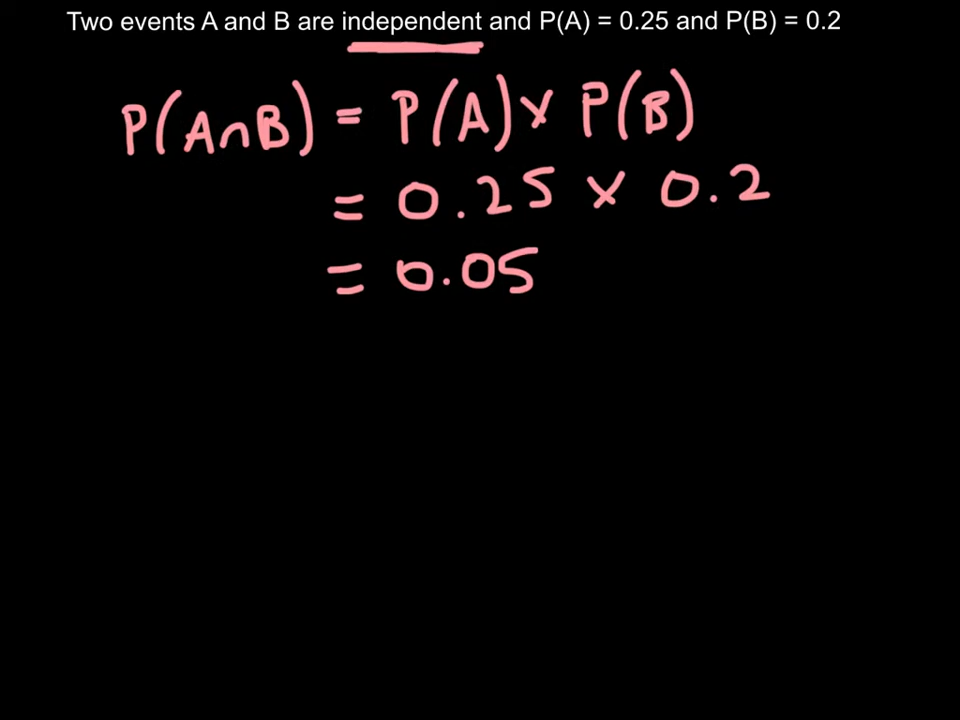 Two events A and B are independent and P(A) = 0.25 and P(B) = 0.2
P(A∩B) = P(A) × P(B)
= 0.25 × 0.2
= 0.05